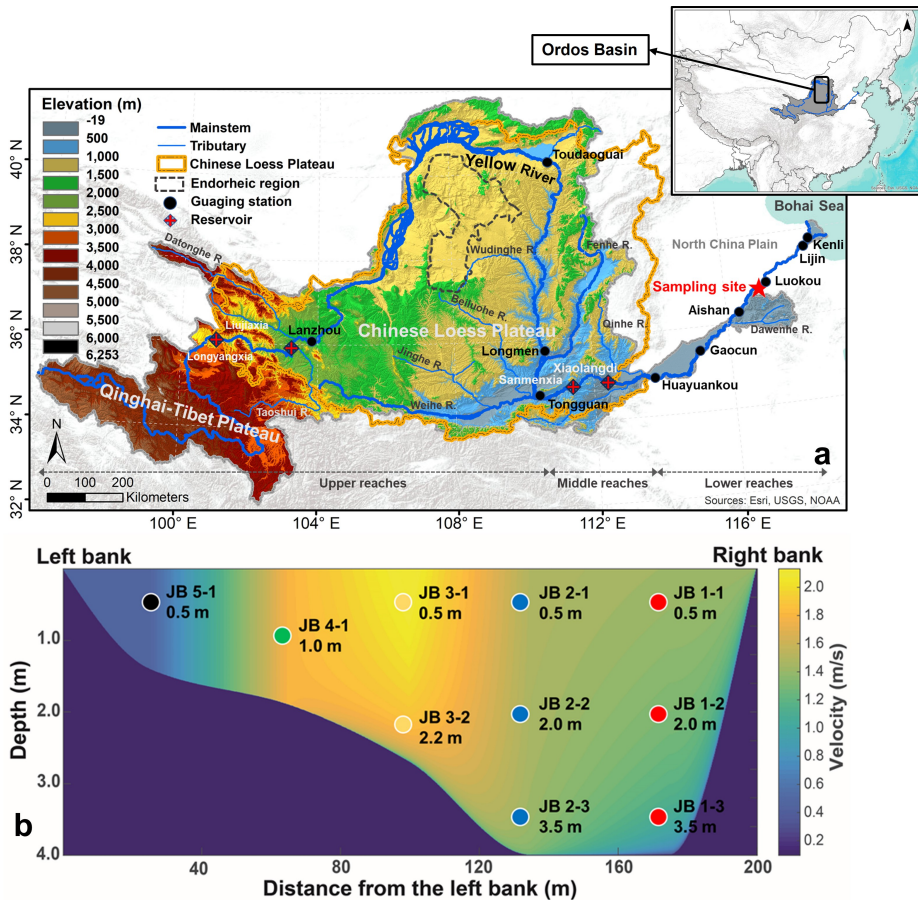 Ordos Basin
Elevation (m)
-19
500
1,000
1,500
2,000
2,500
3,000
3,500
4,000
4,500
5,000
5,500
6,000
6,253
Mainstem
Tributary
Chinese Loess Plateau
Endorheic region
Guaging station
Reservoir
Yellow River
Toudaoguai
Bohai Sea
Kenli
Lijin
North China Plain
Sampling site
Luokou
Aishan
Dawenhe R.
Gaocun
Huayuankou
Datonghe R.
Wudinghe R.
Fenhe R.
Beiluohe R.
Qinhe R.
Liujiaxia
Lanzhou
Longyangxia
Chinese Loess Plateau
Longmen
Xiaolangdi
Sanmenxia
Jinghe R.
Weihe R.
Tongguan
Taoshui R.
Qinghai-Tibet Plateau
N
0 100 200
Kilometers
Upper reaches
Middle reaches
Lower reaches
a
Sources: Esri, USGS, NOAA
40° N
38° N
36° N
34° N
32° N
100° E
104° E
108° E
112° E
116° E
Left bank
Right bank
JB 5-1
0.5 m
JB 4-1
1.0 m
JB 3-1
0.5 m
JB 2-1
0.5 m
JB 1-1
0.5 m
JB 3-2
2.2 m
JB 2-2
2.0 m
JB 1-2
2.0 m
JB 2-3
3.5 m
JB 1-3
3.5 m
b
Depth (m)
1.0
2.0
3.0
4.0
40
80
120
160
200
Distance from the left bank (m)
2.0
1.8
1.6
1.4
1.2
1.0
0.8
0.6
0.4
0.2
Velocity (m/s)